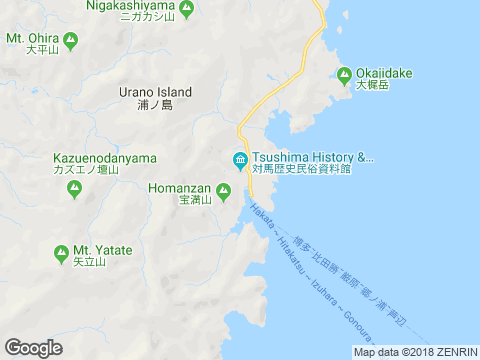 Nigakashiyama
ニガカシ山
Mt. Ohira
大平山
Okajidake
大梶岳
Urano Island
浦ノ島
Kazuenodanyama
カズエノ壇山
Tsushima History &...
対馬歴史民俗資料館
Homanzan
宝満山
Hakata ~ Hitakatsu ~ Izuhara ~ Gonoura ~
博多~比田勝~厳原~郷ノ浦~芦辺
Mt. Yatate
矢立山
Google
Map data ©2018 ZENRIN